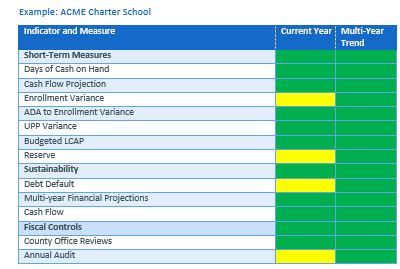 Example: ACME Charter School
Indicator and Measure Current Year Multi-Year
Trend
Short-Term Measures
Days of Cash on Hand
Cash Flow Projection
Enrollment Variance
ADA to Enrollment Variance
UPP Variance
Budgeted LCAP
Reserve
Sustainability
Debt Default
Multi-year Financial Projections
Cash Flow
Fiscal Controls
County Office Reviews
Annual Audit